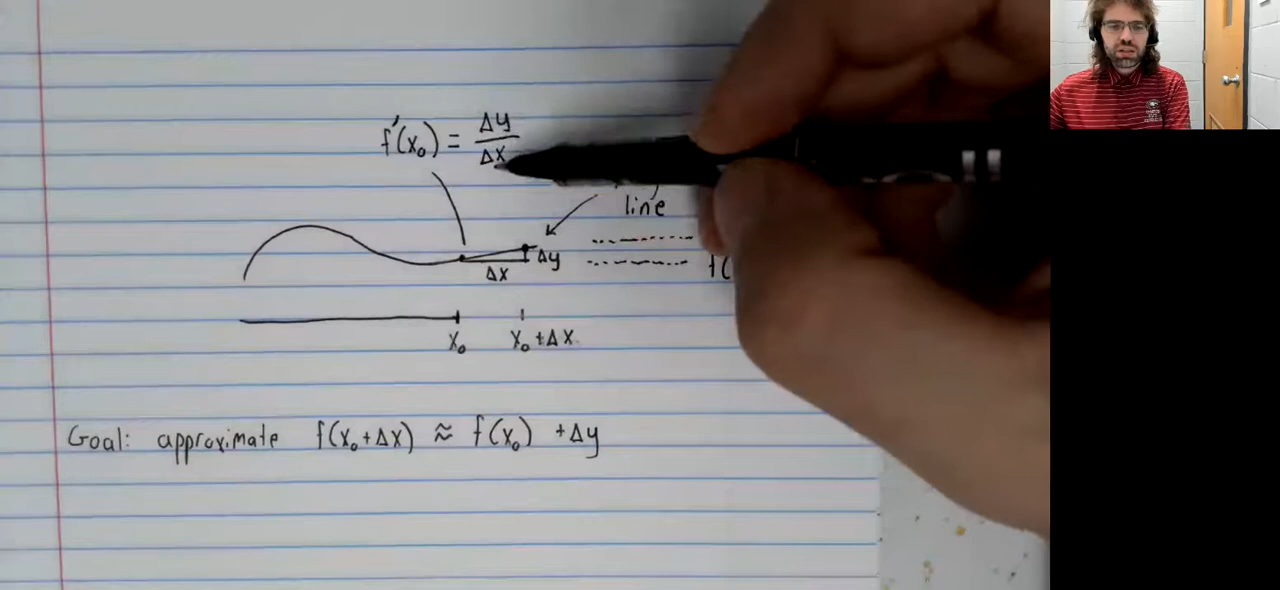 f'(x₀) = Δy/Δx
line
Δy
Δx
f(
x₀
x₀ + Δx
Goal: approximate f(x₀+Δx) ≈ f(x₀) + Δy